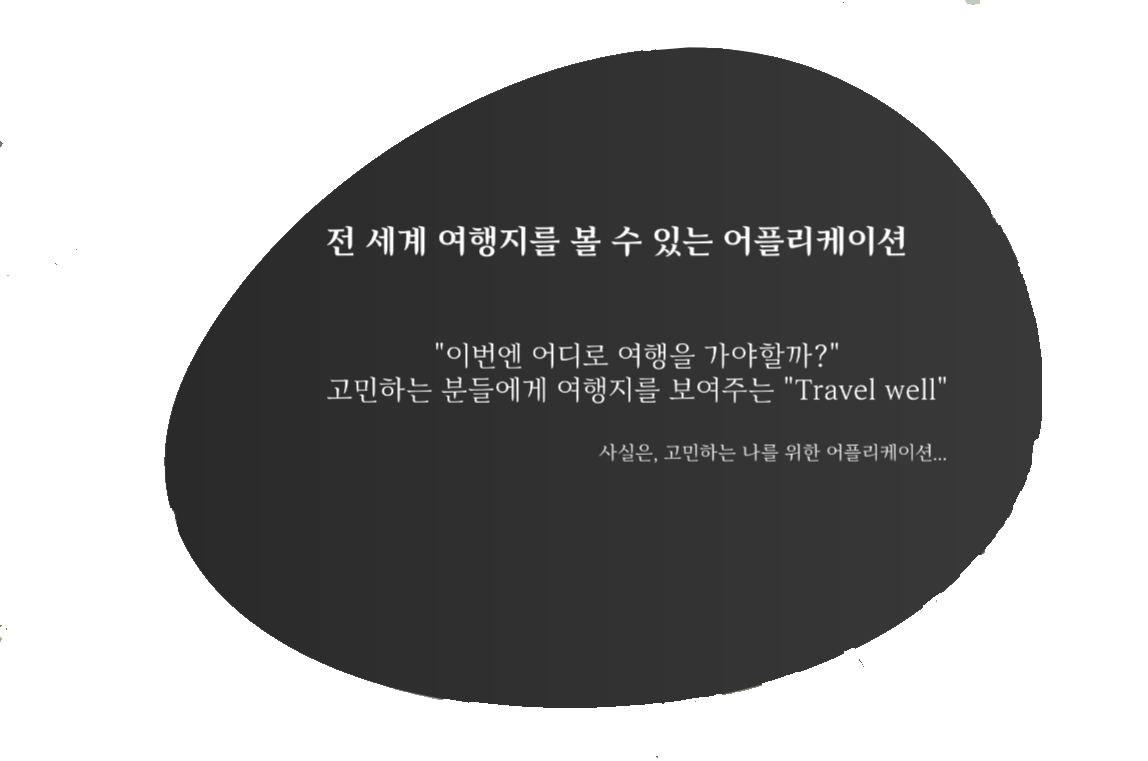 전 세계 여행지를 볼 수 있는 어플리케이션
"이번엔 어디로 여행을 가야할까?"
고민하는 분들에게 여행지를 보여주는 "Travel well"
사실은, 고민하는 나를 위한 어플리케이션...